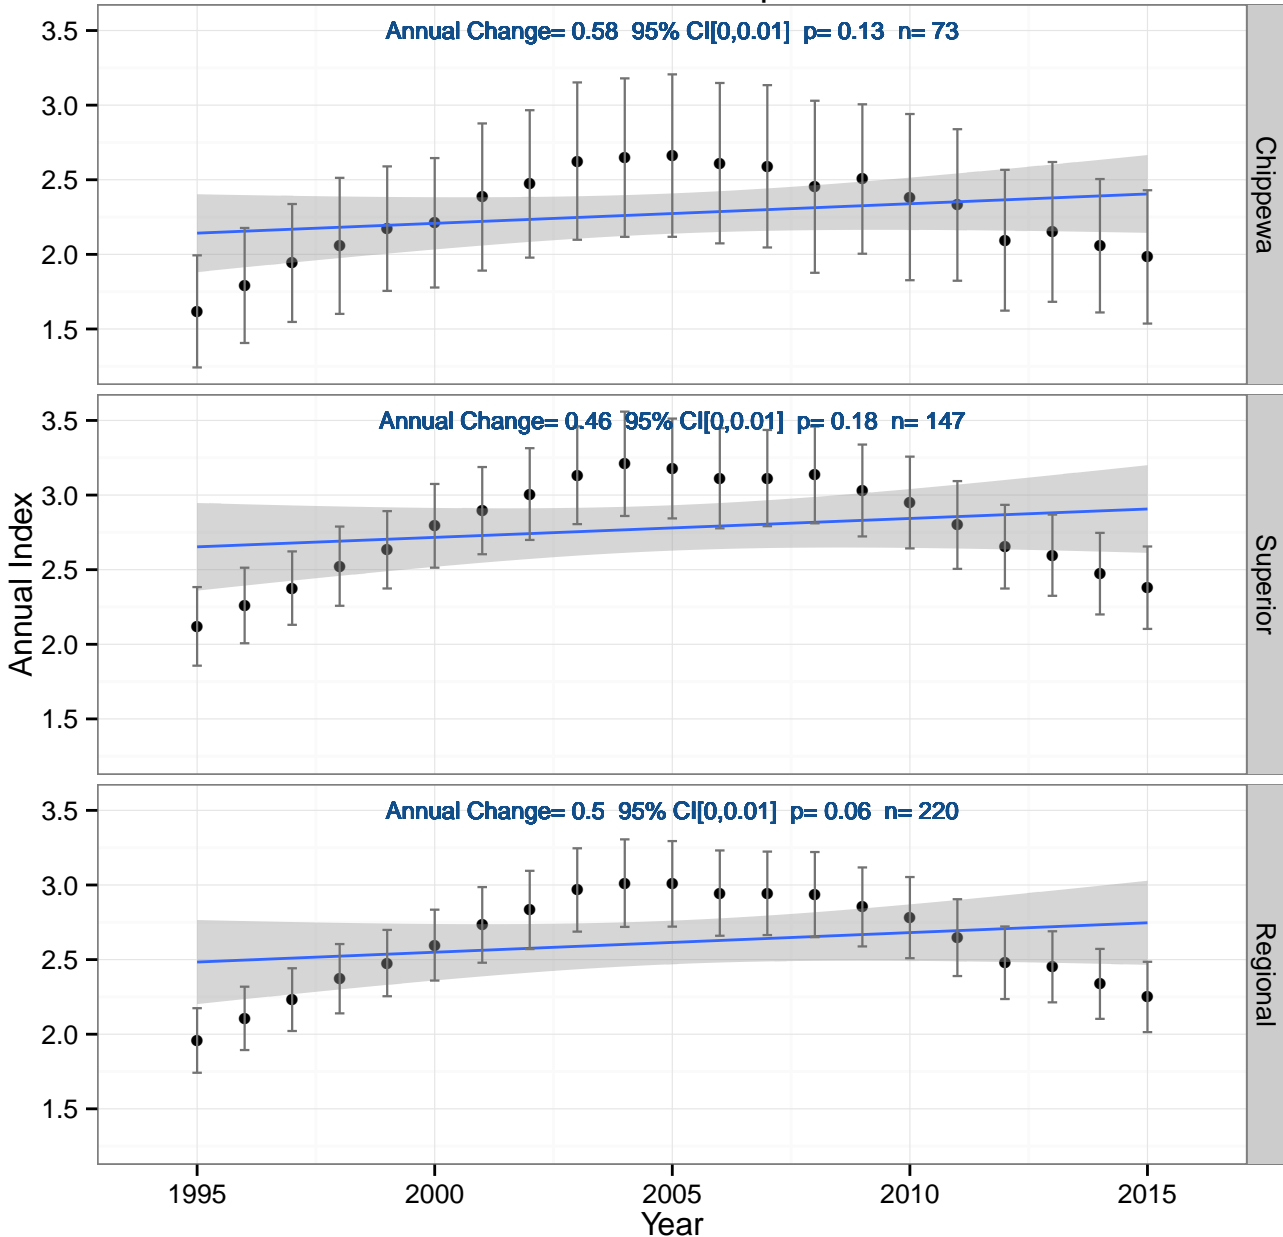 3.5
Annual Change= 0.58 95% CI[0,0.01] p= 0.13 n= 73
3.0
2.5
2.0
1.5
Chippewa
3.5
Annual Change= 0.46 95% CI[0,0.01] p= 0.18 n= 147
3.0
2.5
2.0
1.5
Superior
Annual Index
3.5
Annual Change= 0.5 95% CI[0,0.01] p= 0.06 n= 220
3.0
2.5
2.0
1.5
Regional
1995 2000 2005 2010 2015
Year